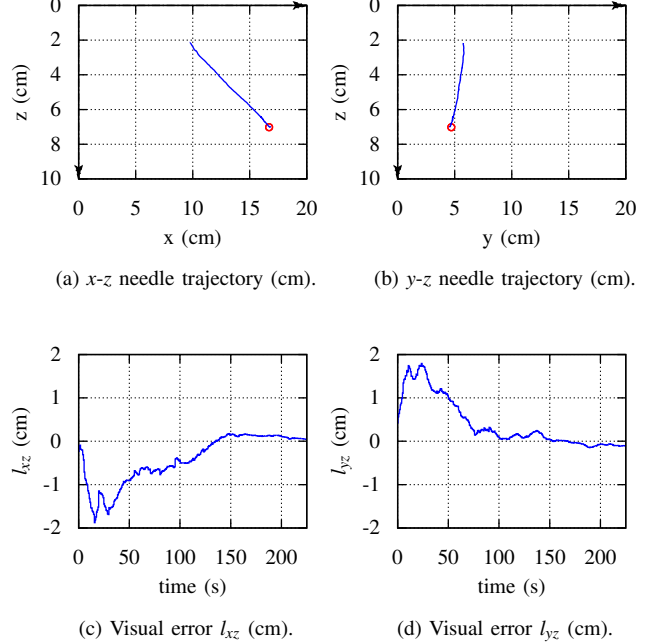 0
2
4
6
8
10
z (cm)
0 5 10 15 20
x (cm)
0
2
4
6
8
10
z (cm)
0 5 10 15 20
y (cm)
(a) x-z needle trajectory (cm).
(b) y-z needle trajectory (cm).
2
1
0
-1
-2
l_xz (cm)
0 50 100 150 200
time (s)
2
1
0
-1
-2
l_yz (cm)
0 50 100 150 200
time (s)
(c) Visual error l_xz (cm).
(d) Visual error l_yz (cm).